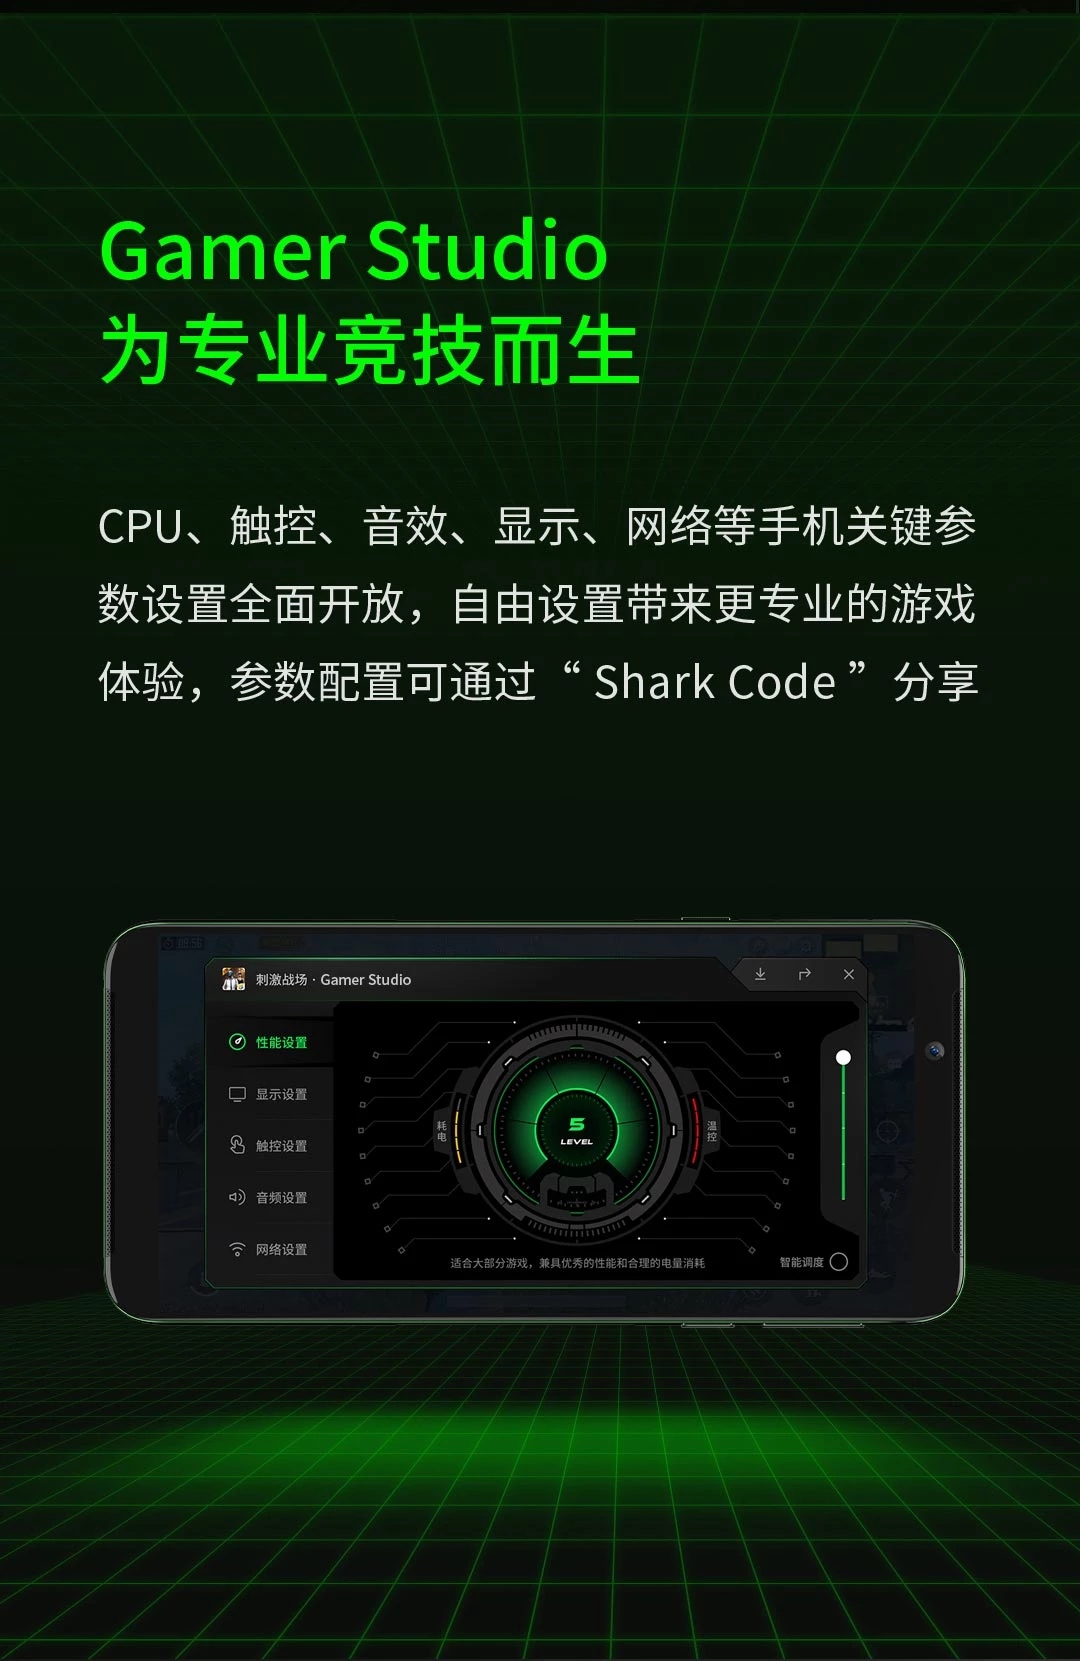 Gamer Studio
为专业竞技而生
CPU、触控、音效、显示、网络等手机关键参
数设置全面开放，自由设置带来更专业的游戏
体验，参数配置可通过“ Shark Code ”分享
刺激战场 · Gamer Studio
性能设置
显示设置
触控设置
音频设置
网络设置
耗电
5
LEVEL
温控
适合大部分游戏，兼具优秀的性能和合理的电量消耗
智能调度